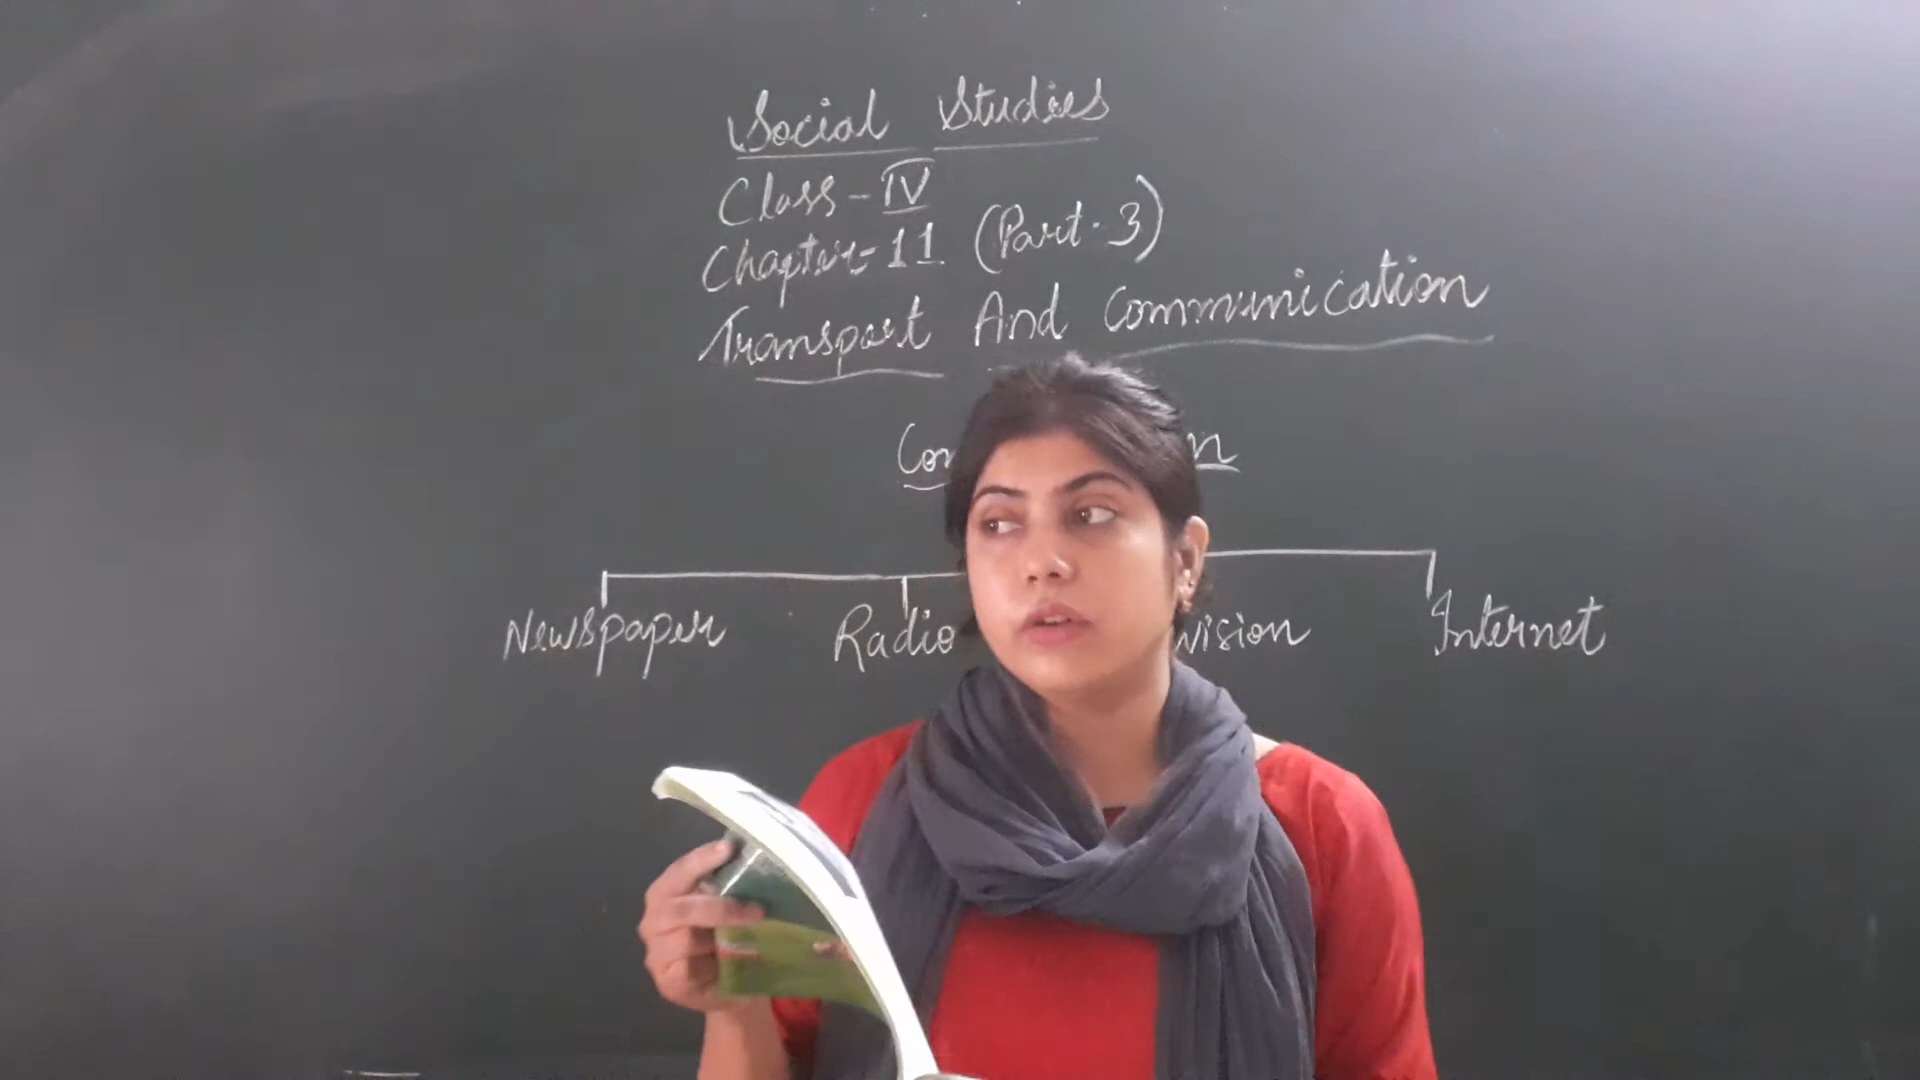 Social Studies
Class - IV
Chapter - 11 (Part - 3)
Transport And Communication
Newspaper Radio Internet